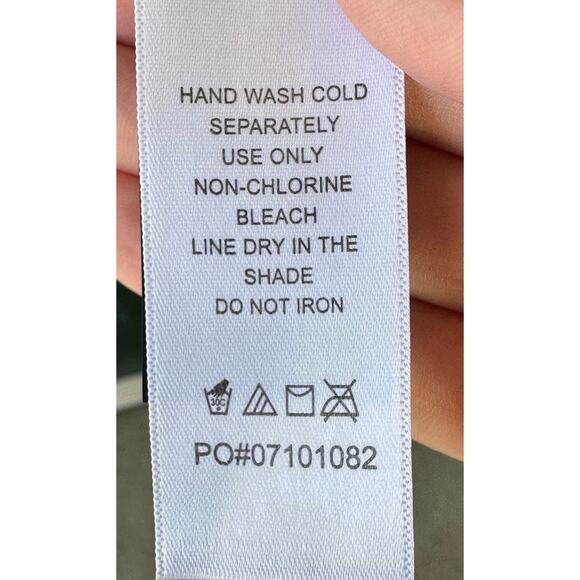 HAND WASH COLD
SEPARATELY
USE ONLY
NON-CHLORINE
BLEACH
LINE DRY IN THE
SHADE
DO NOT IRON
30C
PO#07101082